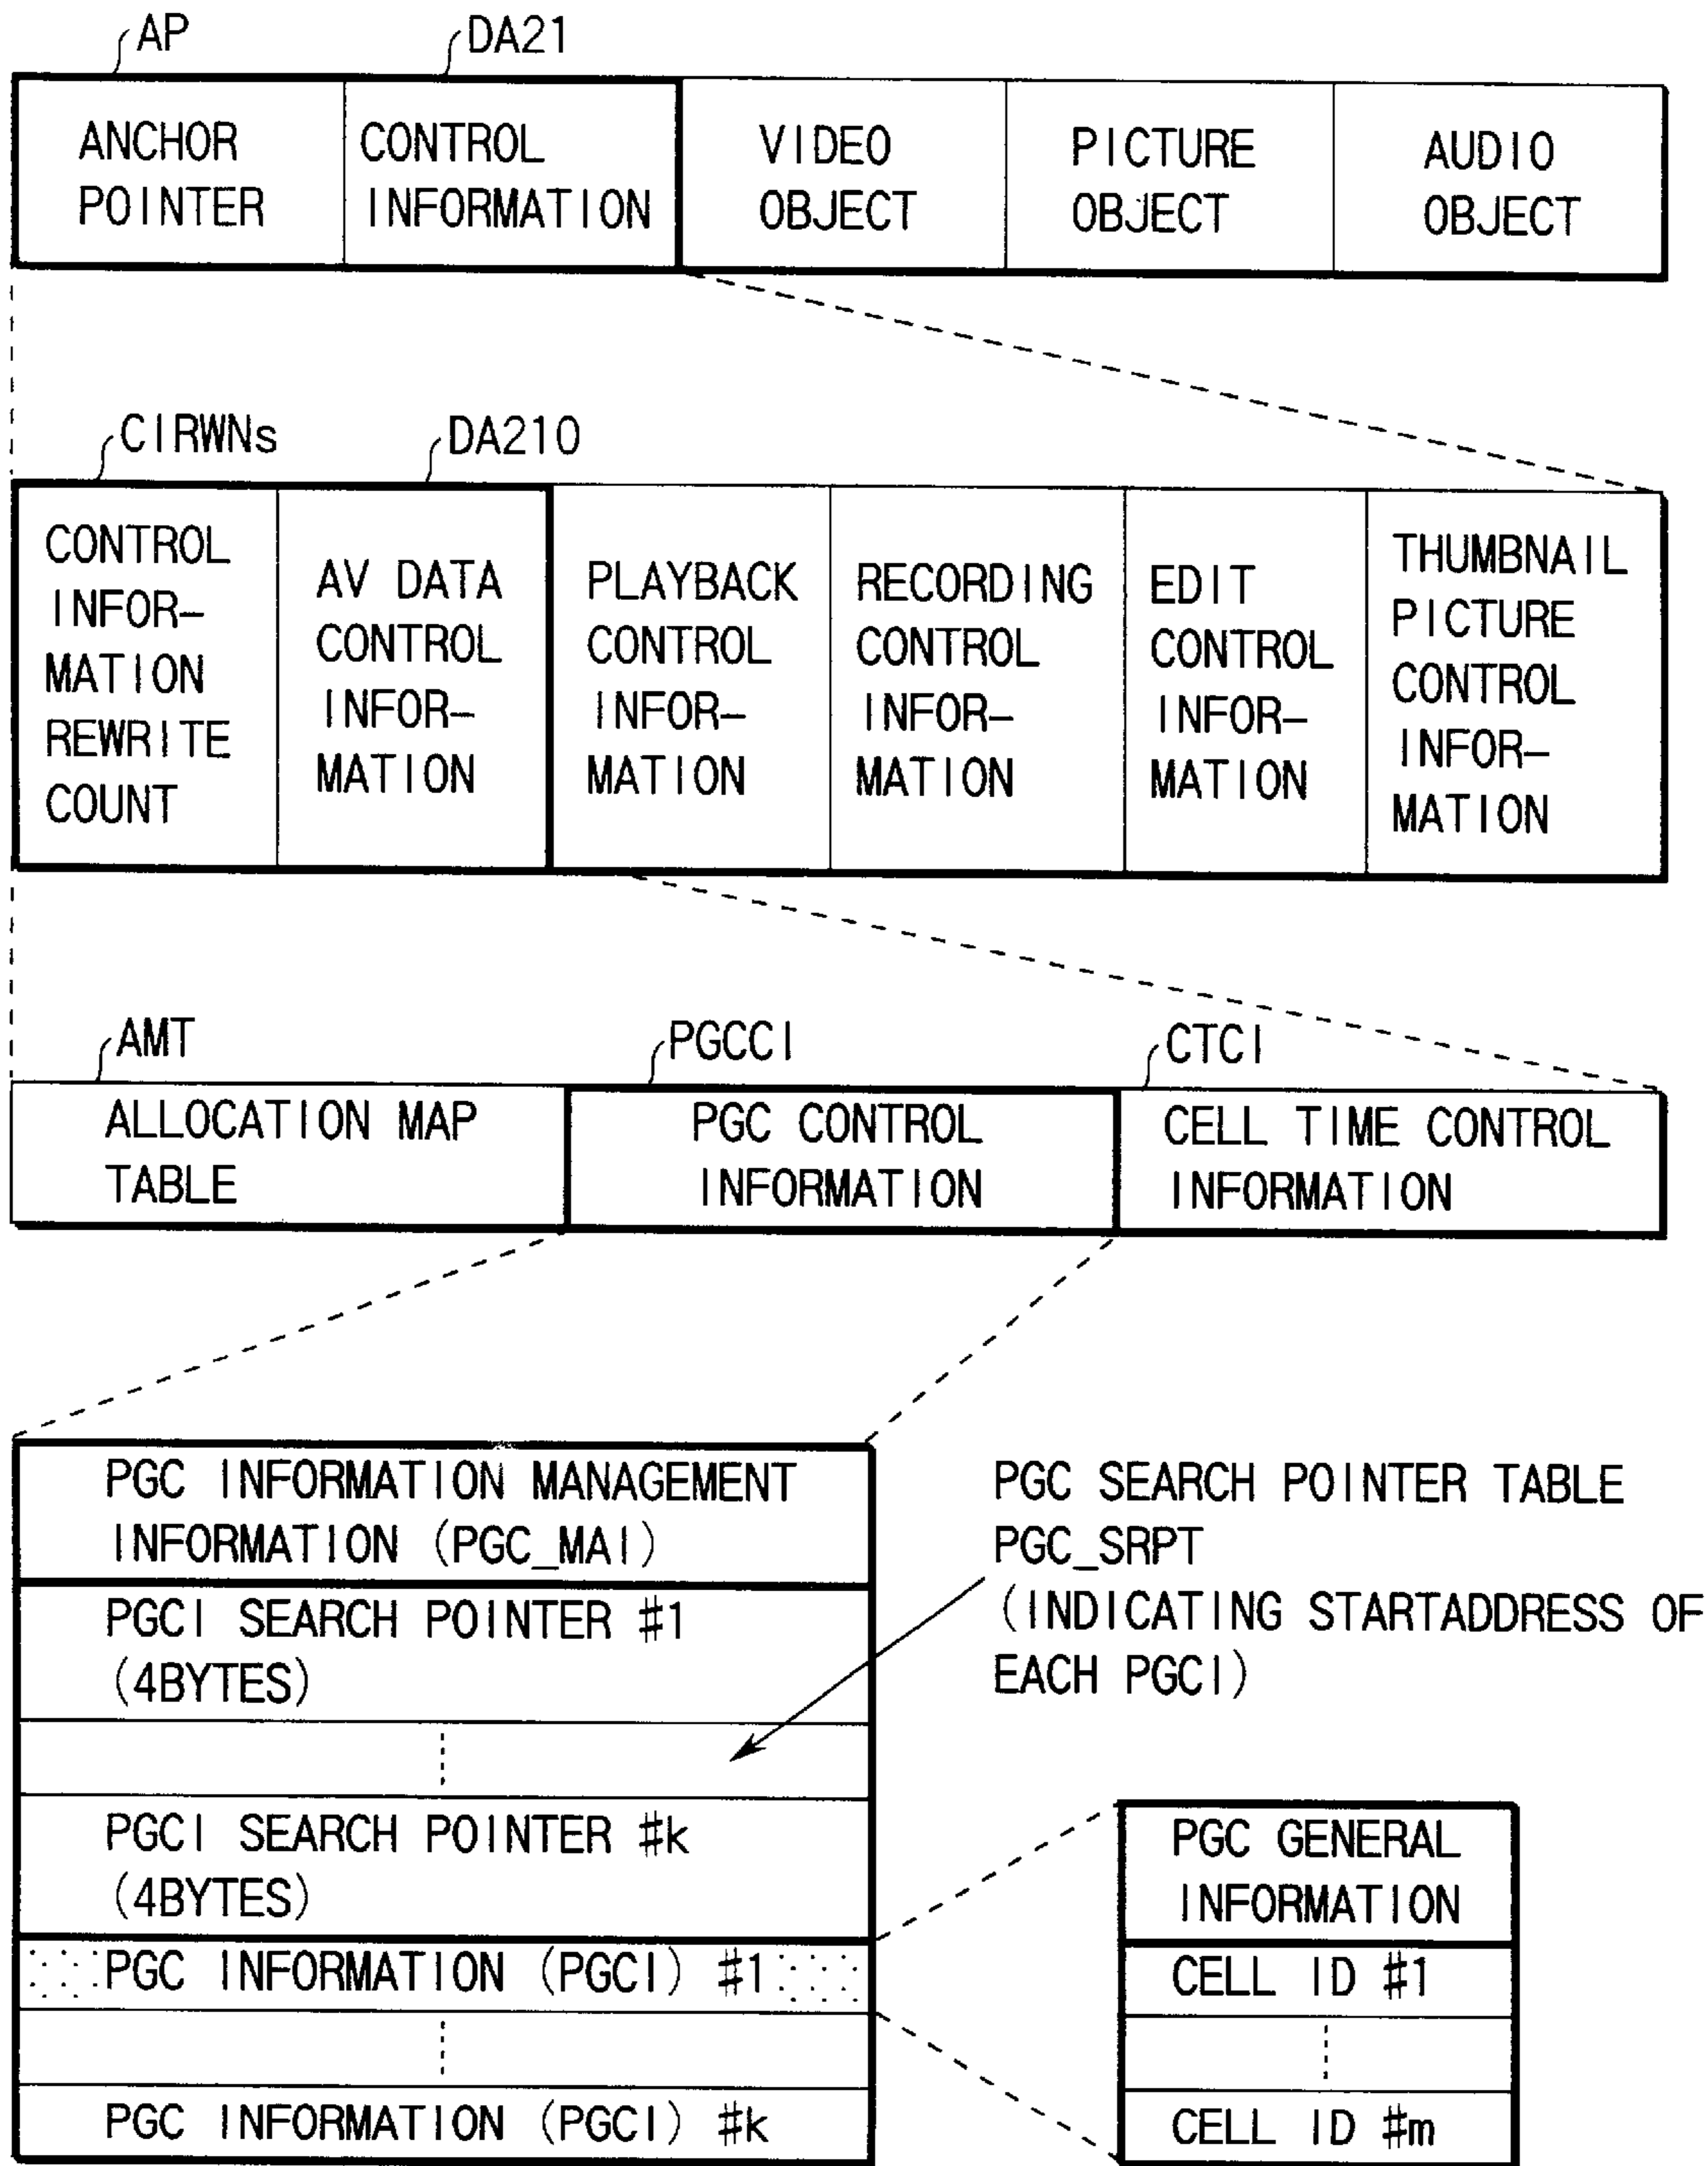 AP
DA21
ANCHOR
POINTER
CONTROL
INFORMATION
VIDEO
OBJECT
PICTURE
OBJECT
AUDIO
OBJECT
CIRWNs
DA210
CONTROL
INFOR-
MATION
REWRITE
COUNT
AV DATA
CONTROL
INFOR-
MATION
PLAYBACK
CONTROL
INFOR-
MATION
RECORDING
CONTROL
INFOR-
MATION
EDIT
CONTROL
INFOR-
MATION
THUMBNAIL
PICTURE
CONTROL
INFOR-
MATION
AMT
PGCCI
CTCI
ALLOCATION MAP
TABLE
PGC CONTROL
INFORMATION
CELL TIME CONTROL
INFORMATION
PGC INFORMATION MANAGEMENT
INFORMATION (PGC_MAI)
PGCI SEARCH POINTER #1
(4BYTES)
PGCI SEARCH POINTER #k
(4BYTES)
PGC INFORMATION (PGCI) #1
PGC INFORMATION (PGCI) #k
PGC SEARCH POINTER TABLE
PGC_SRPT
(INDICATING STARTADDRESS OF
EACH PGCI)
PGC GENERAL
INFORMATION
CELL ID #1
CELL ID #m